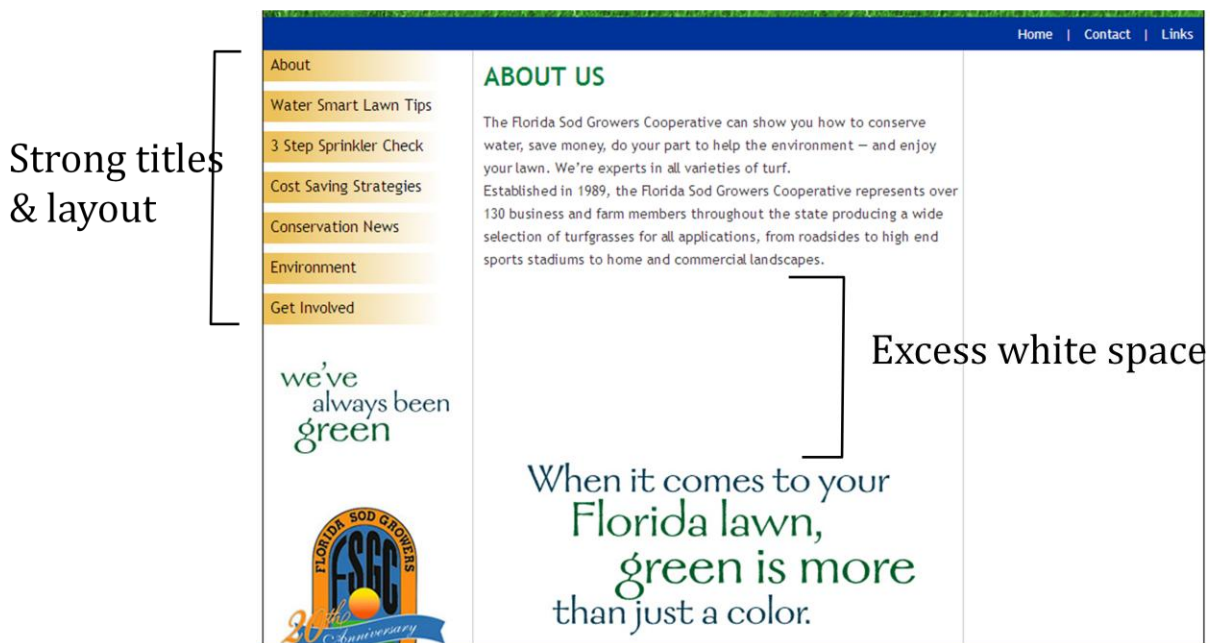 Home | Contact | Links
Strong titles
& layout
About
Water Smart Lawn Tips
3 Step Sprinkler Check
Cost Saving Strategies
Conservation News
Environment
Get Involved
we've
always been
green
FLORIDA SOD GROWERS
FSGC
20th
Anniversary
ABOUT US
The Florida Sod Growers Cooperative can show you how to conserve
water, save money, do your part to help the environment — and enjoy
your lawn. We're experts in all varieties of turf.
Established in 1989, the Florida Sod Growers Cooperative represents over
130 business and farm members throughout the state producing a wide
selection of turfgrasses for all applications, from roadsides to high end
sports stadiums to home and commercial landscapes.
Excess white space
When it comes to your
Florida lawn,
green is more
than just a color.